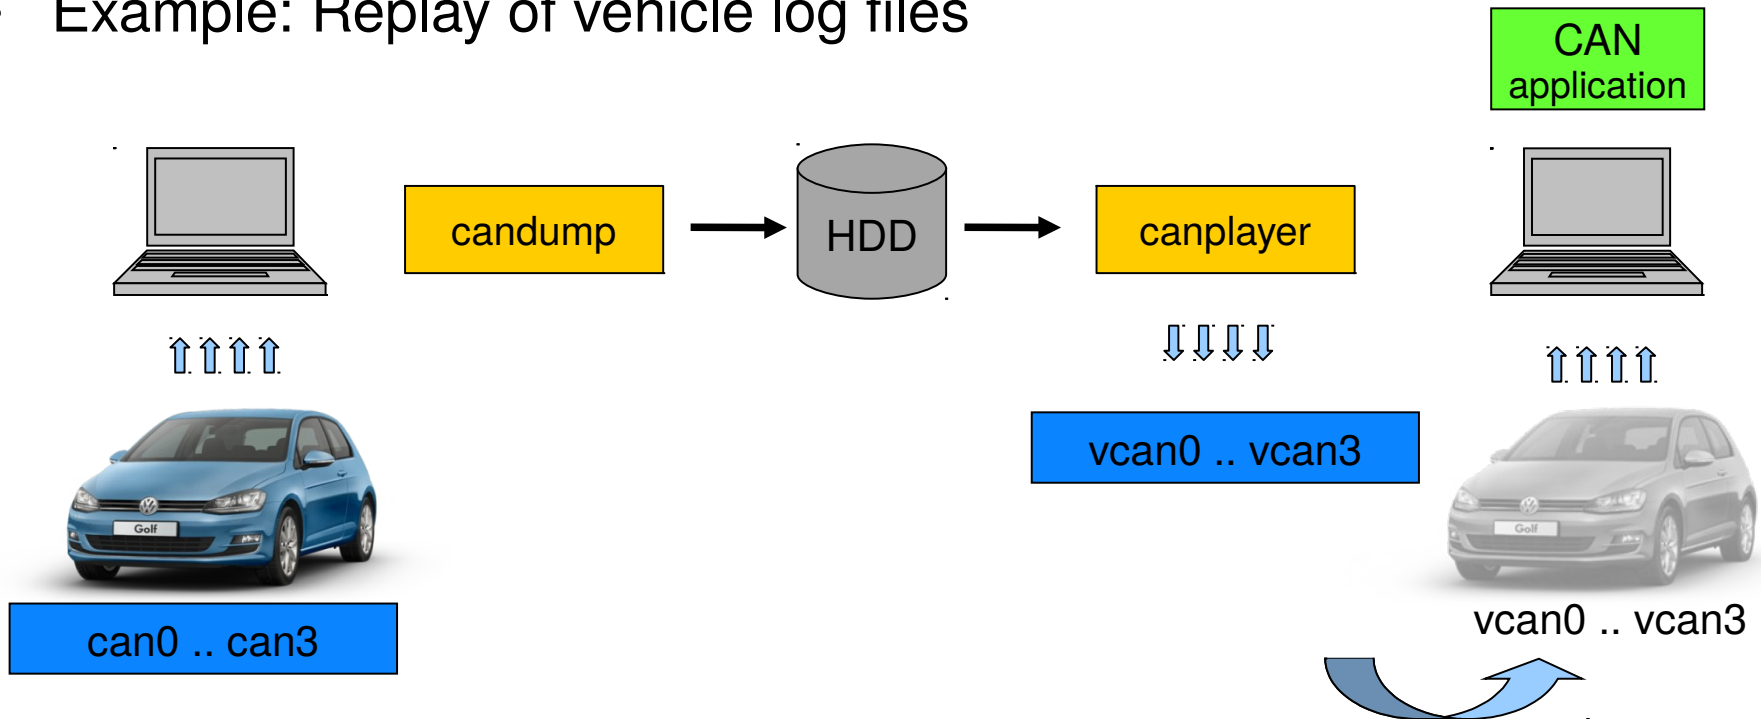 Example: Replay of vehicle log files
CAN
application
candump
HDD
canplayer
vcan0 .. vcan3
Golf
Golf
can0 .. can3
vcan0 .. vcan3